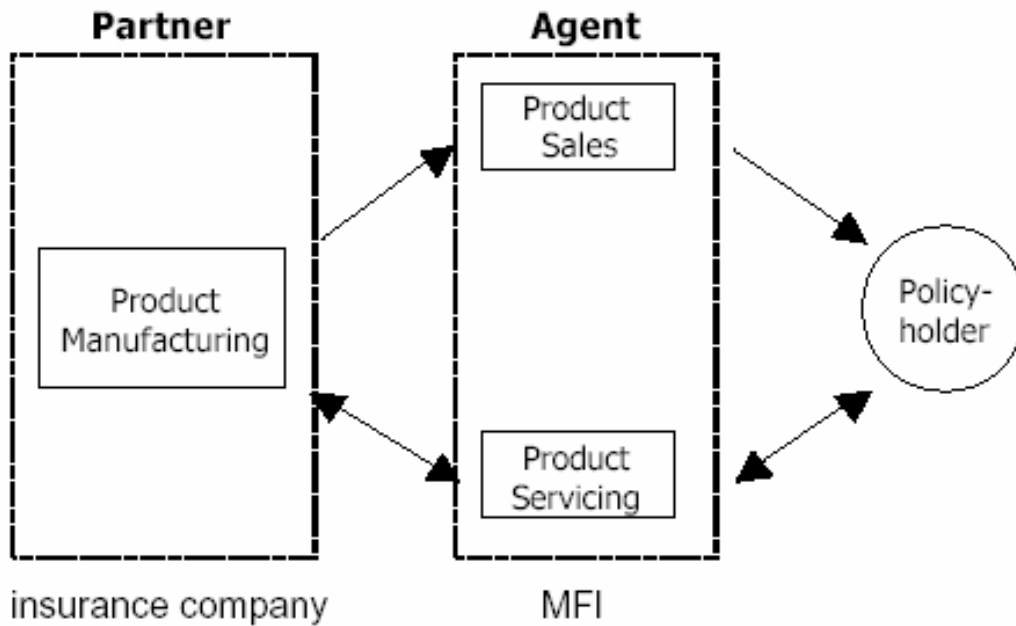 Partner
Agent
Product
Sales
Product
Manufacturing
Policy-
holder
Product
Servicing
insurance company
MFI